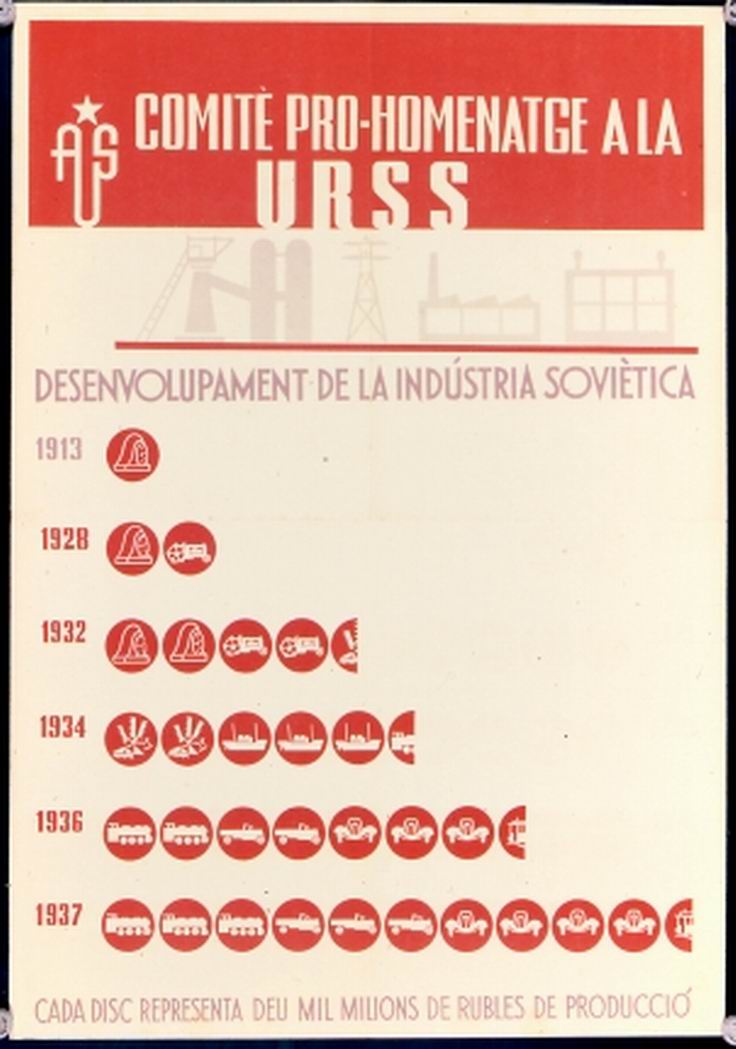 AUS
COMITÈ PRO-HOMENATGE A LA
URSS
DESENVOLUPAMENT DE LA INDÚSTRIA SOVIÈTICA
1913
1928
1932
1934
1936
1937
CADA DISC REPRESENTA DEU MIL MILIONS DE RUBLES DE PRODUCCIÓ